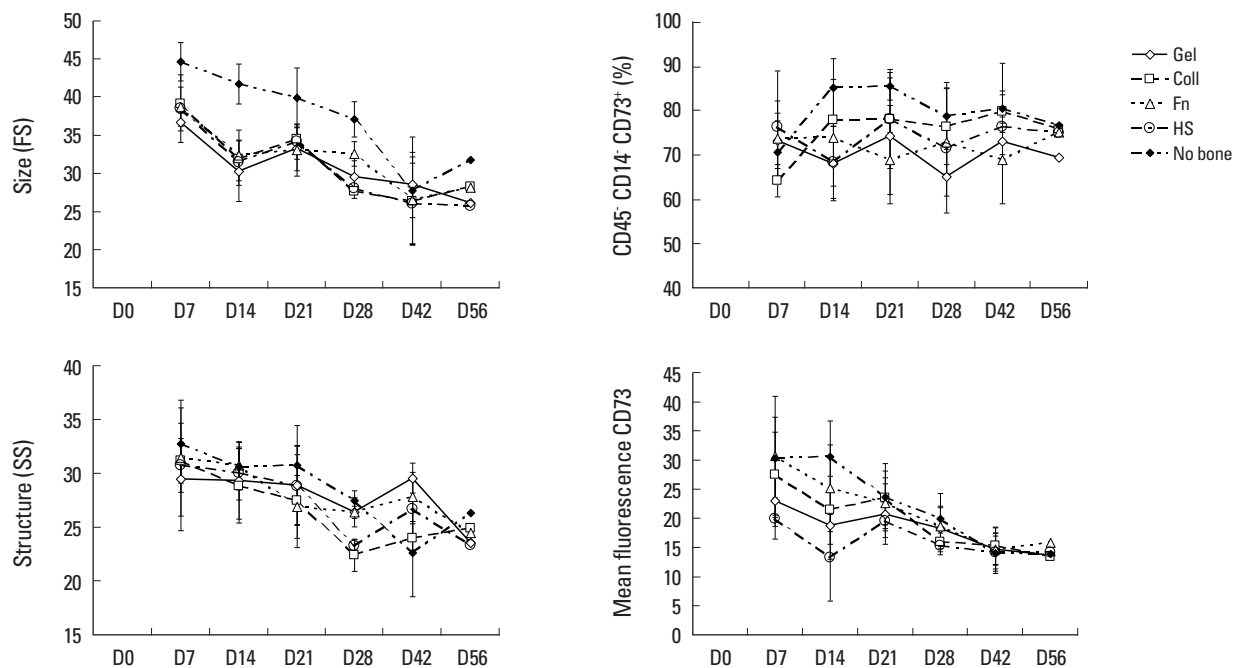 Size (FS)
50
45
40
35
30
25
20
15
D0 D7 D14 D21 D28 D42 D56
CD45⁻ CD14⁻ CD73⁺ (%)
100
90
80
70
60
50
40
D0 D7 D14 D21 D28 D42 D56
Gel
Coll
Fn
HS
No bone
Structure (SS)
40
35
30
25
20
15
D0 D7 D14 D21 D28 D42 D56
Mean fluorescence CD73
45
40
35
30
25
20
15
10
5
0
D0 D7 D14 D21 D28 D42 D56